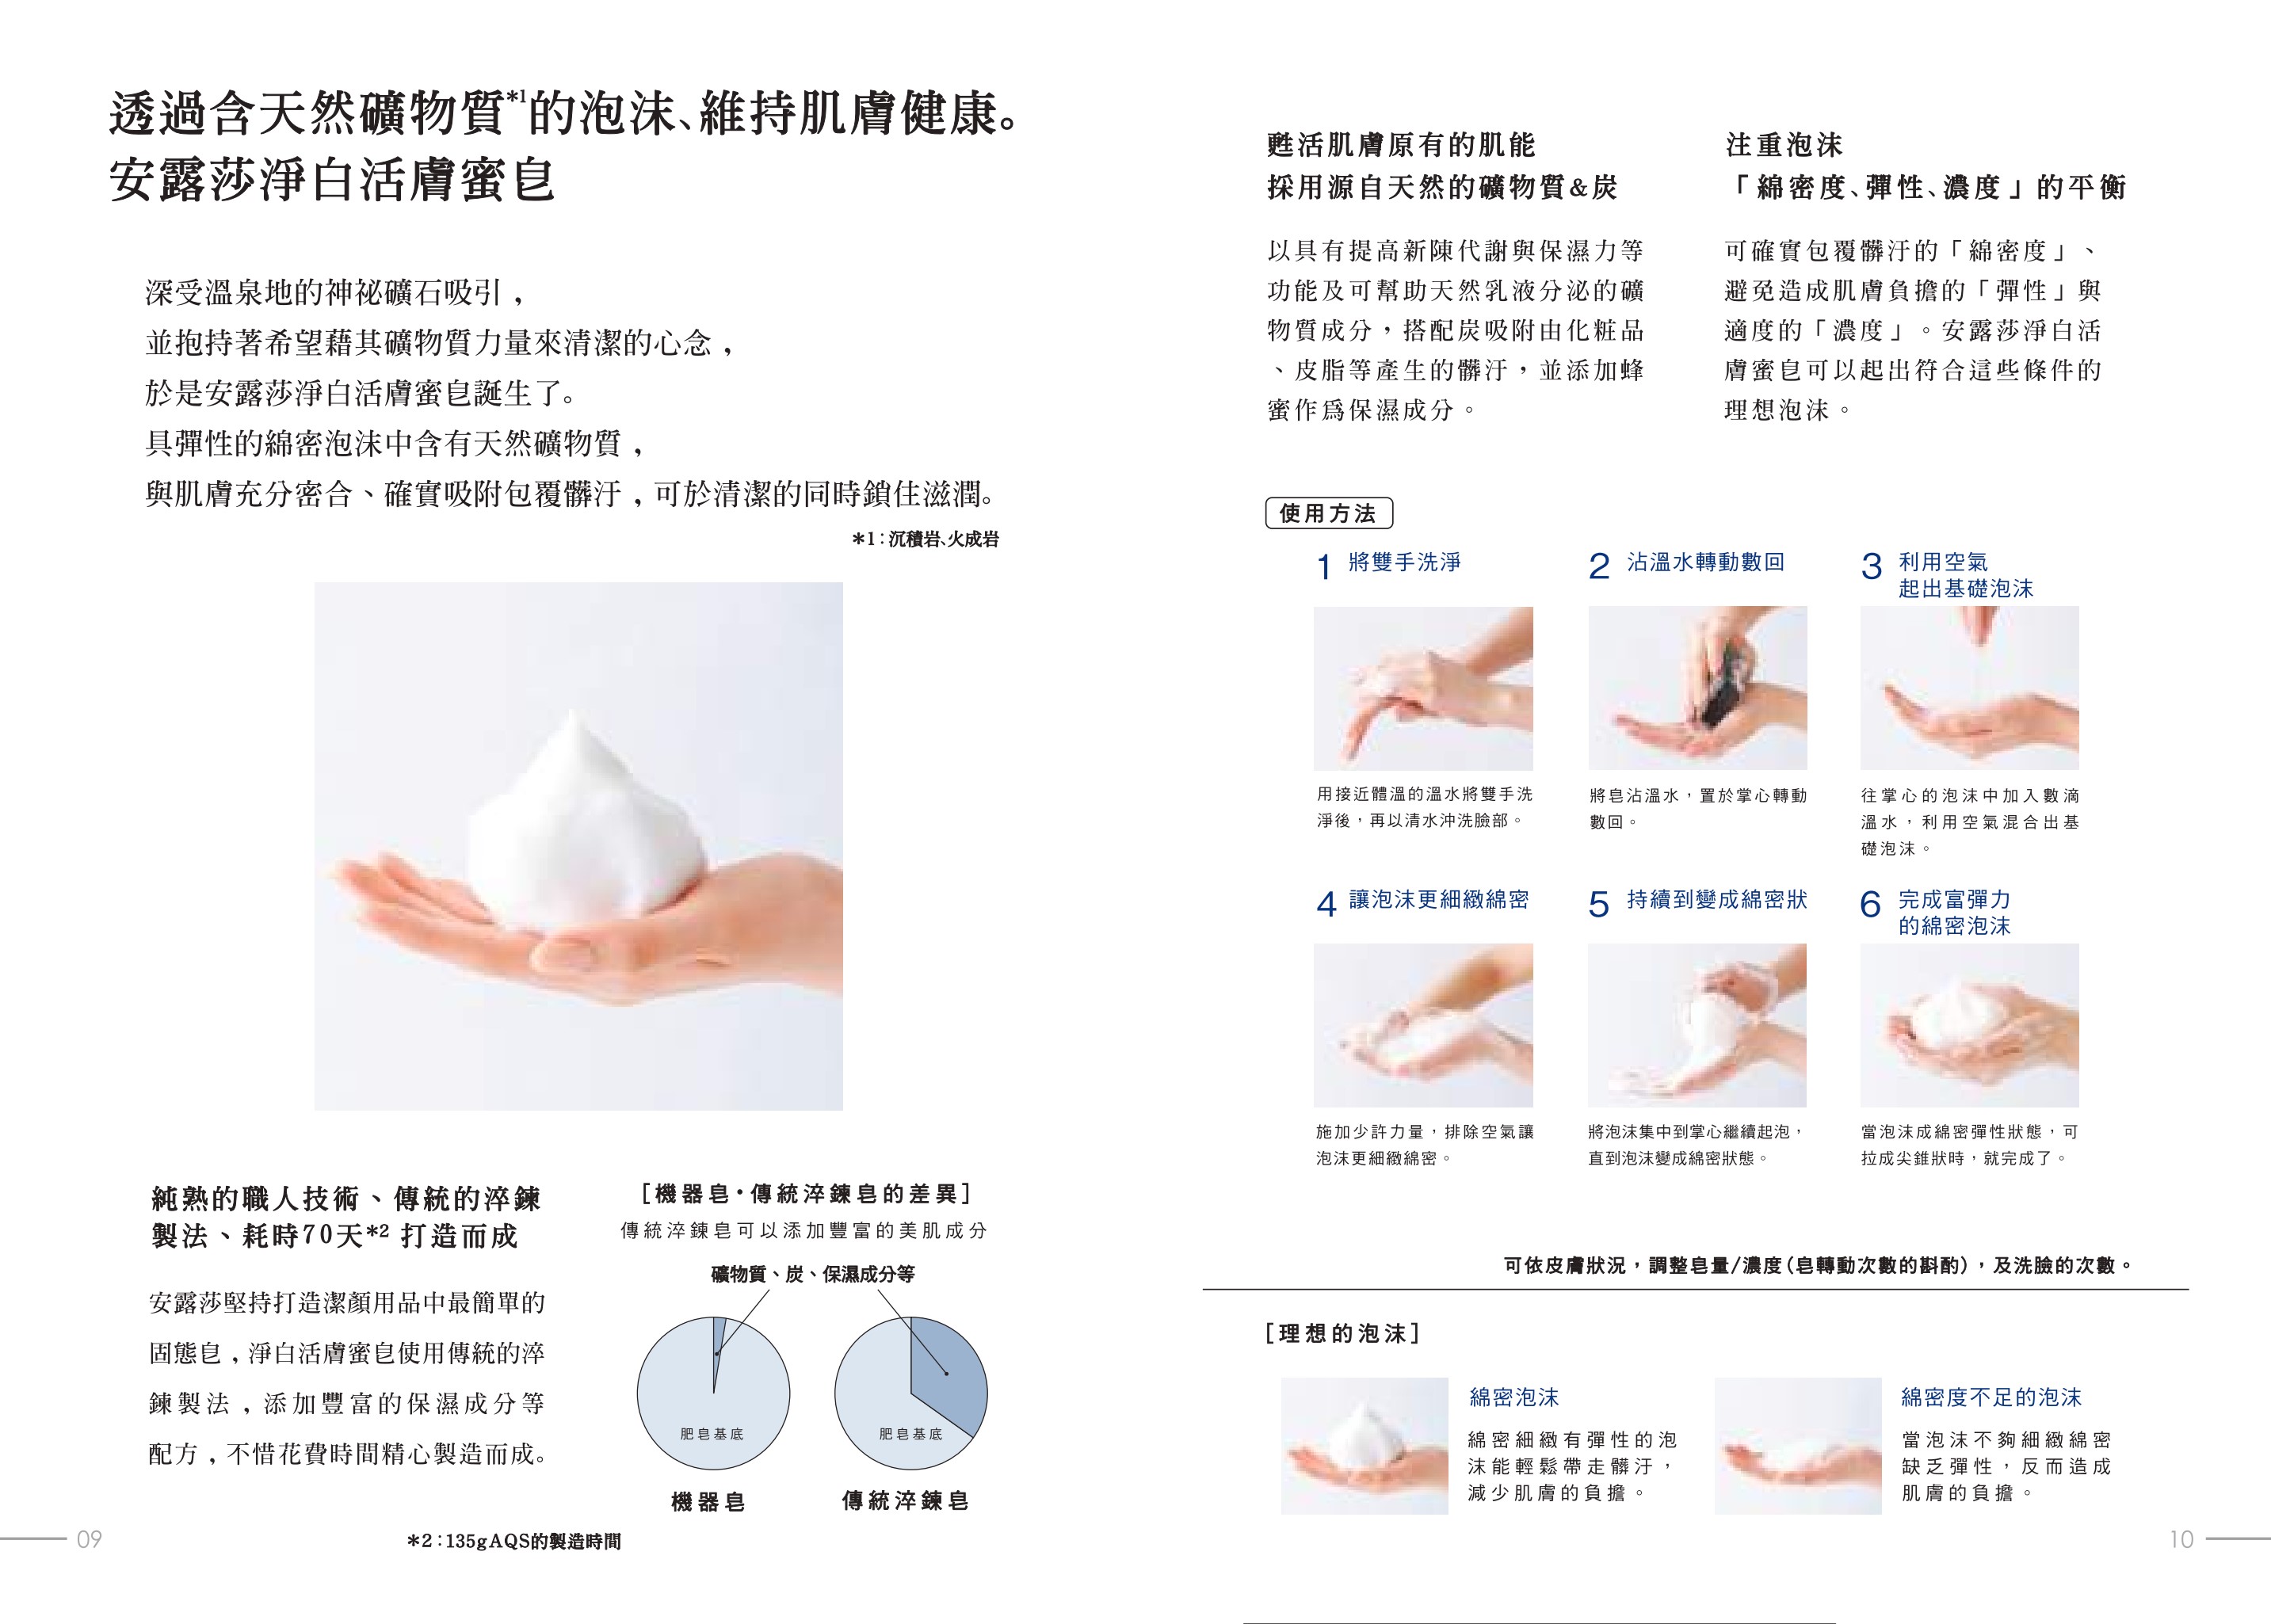 透過含天然礦物質*1的泡沫、維持肌膚健康。
安露莎淨白活膚蜜皂
深受溫泉地的神祕礦石吸引，
並抱持著希望藉其礦物質力量來清潔的心念，
於是安露莎淨白活膚蜜皂誕生了。
具彈性的綿密泡沫中含有天然礦物質，
與肌膚充分密合、確實吸附包覆髒汙，可於清潔的同時鎖住滋潤。
＊1：沉積岩、火成岩
純熟的職人技術、傳統的淬鍊
製法、耗時70天*2 打造而成
安露莎堅持打造潔顏用品中最簡單的
固態皂，淨白活膚蜜皂使用傳統的淬
鍊製法，添加豐富的保濕成分等
配方，不惜花費時間精心製造而成。
［機器皂・傳統淬鍊皂的差異］
傳統淬鍊皂可以添加豐富的美肌成分
礦物質、炭、保濕成分等
肥皂基底
肥皂基底
機器皂
傳統淬鍊皂
＊2：135gAQS的製造時間
09
甦活肌膚原有的肌能
採用源自天然的礦物質&炭
以具有提高新陳代謝與保濕力等
功能及可幫助天然乳液分泌的礦
物質成分，搭配炭吸附由化粧品
、皮脂等產生的髒汙，並添加蜂
蜜作爲保濕成分。
注重泡沫
「綿密度、彈性、濃度」的平衡
可確實包覆髒汙的「綿密度」、
避免造成肌膚負擔的「彈性」與
適度的「濃度」。安露莎淨白活
膚蜜皂可以起出符合這些條件的
理想泡沫。
使用方法
1 將雙手洗淨
用接近體溫的溫水將雙手洗
淨後，再以清水沖洗臉部。
2 沾溫水轉動數回
將皂沾溫水，置於掌心轉動
數回。
3 利用空氣
起出基礎泡沫
往掌心的泡沫中加入數滴
溫水，利用空氣混合出基
礎泡沫。
4 讓泡沫更細緻綿密
施加少許力量，排除空氣讓
泡沫更細緻綿密。
5 持續到變成綿密狀
將泡沫集中到掌心繼續起泡，
直到泡沫變成綿密狀態。
6 完成富彈力
的綿密泡沫
當泡沫成綿密彈性狀態，可
拉成尖錐狀時，就完成了。
可依皮膚狀況，調整皂量/濃度（皂轉動次數的斟酌），及洗臉的次數。
［理想的泡沫］
綿密泡沫
綿密細緻有彈性的泡
沫能輕鬆帶走髒汙，
減少肌膚的負擔。
綿密度不足的泡沫
當泡沫不夠細緻綿密
缺乏彈性，反而造成
肌膚的負擔。
10